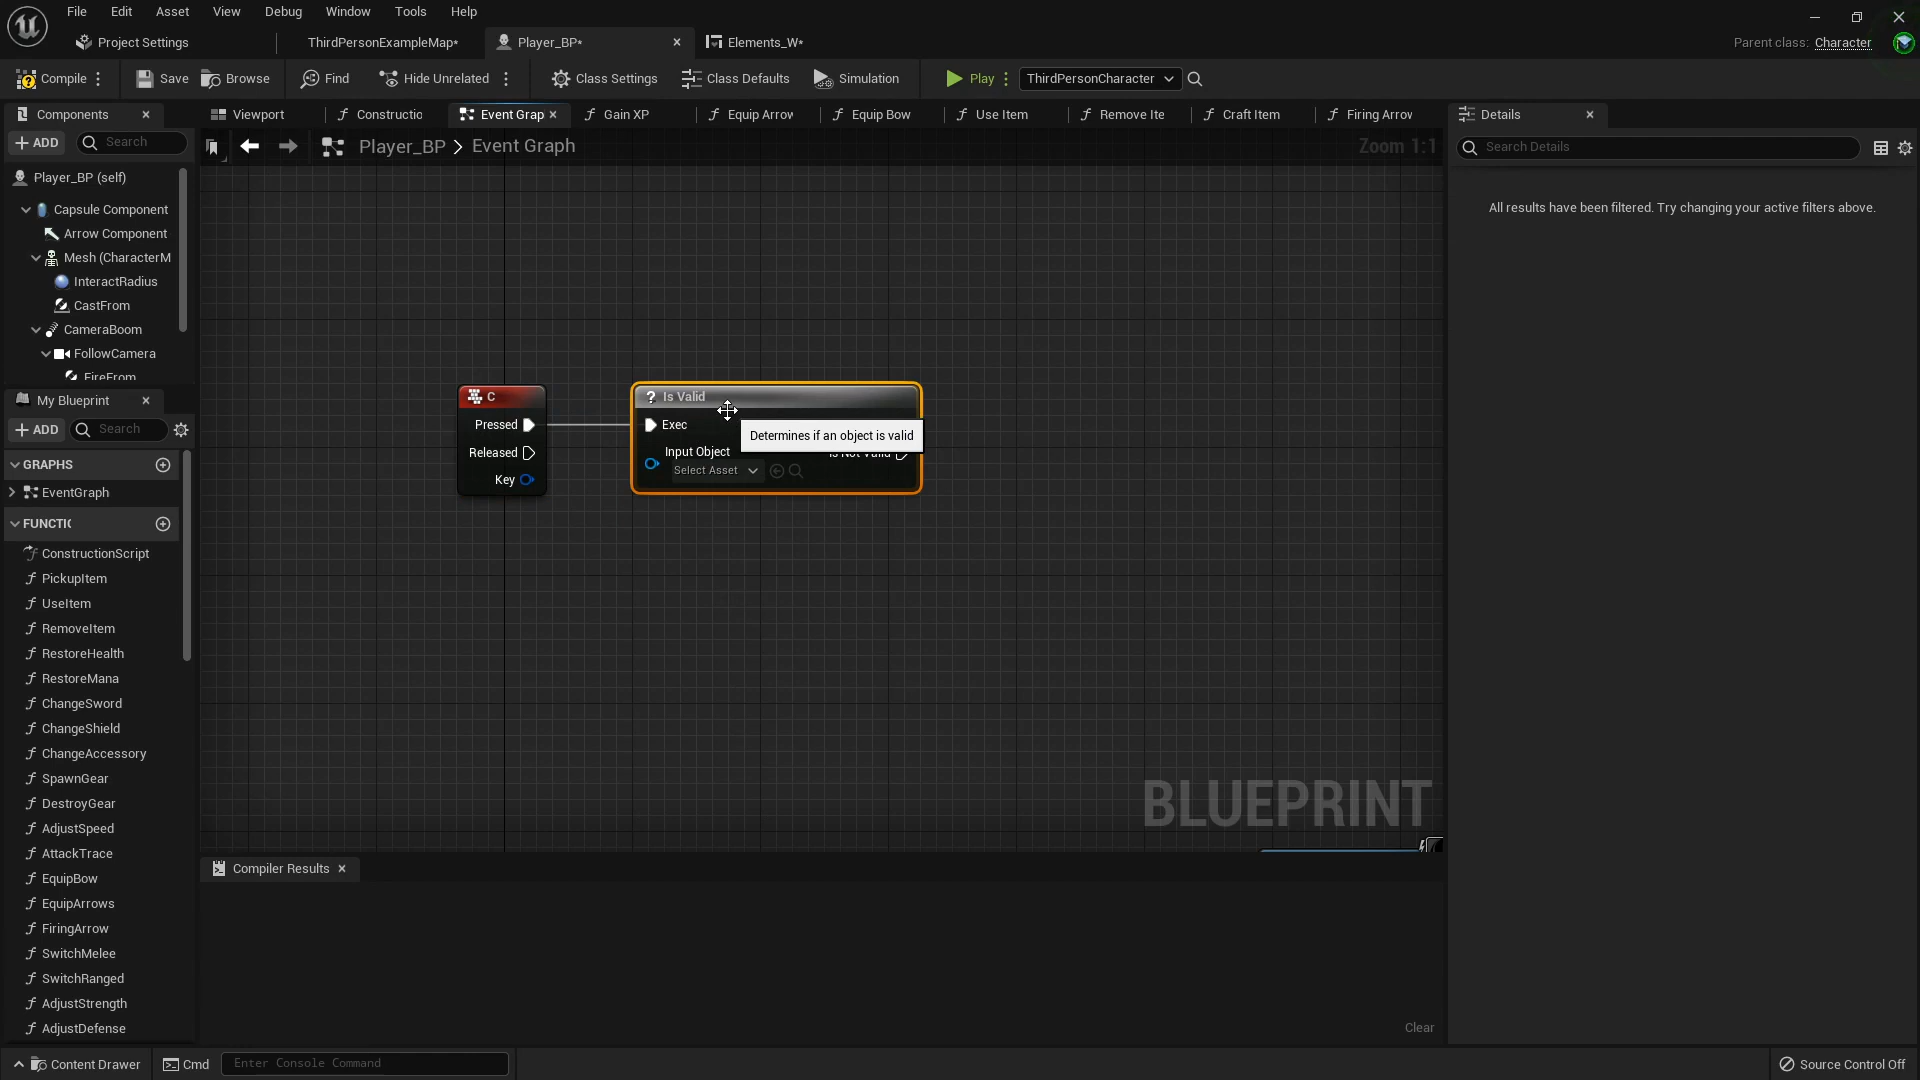 File Edit Asset View Window Debug Tools Help
Project Settings
ThirdPersonExampleMap*
Player_BP*
Elements_W*
Parent class: Character
Compile
Save
Browse
Find
Hide Unrelated
Class Settings
Class Defaults
Simulation
Play
ThirdPersonCharacter
Components
Viewport
Constructio
Event Grap
Gain XP
Equip Arrow
Equip Bow
Use Item
Remove Ite
Craft Item
Firing Arrov
Details
ADD
Search
Player_BP > Event Graph
Zoom 1:1
Search Details
Player_BP (self)
Capsule Component
Arrow Component
Mesh (CharacterM
InteractRadius
CastFrom
CameraBoom
FollowCamera
FireFrom
All results have been filtered. Try changing your active filters above.
My Blueprint
ADD
Search
GRAPHS
EventGraph
FUNCTIC
ConstructionScript
PickupItem
UseItem
RemoveItem
RestoreHealth
RestoreMana
ChangeSword
ChangeShield
ChangeAccessory
SpawnGear
DestroyGear
AdjustSpeed
AttackTrace
EquipBow
EquipArrows
FiringArrow
SwitchMelee
SwitchRanged
AdjustStrength
AdjustDefense
C
Pressed
Released
Key
Is Valid
Exec
Input Object
Select Asset
Is Not Valid
Determines if an object is valid
BLUEPRINT
Compiler Results
Clear
Content Drawer
Cmd
Enter Console Command
Source Control Off